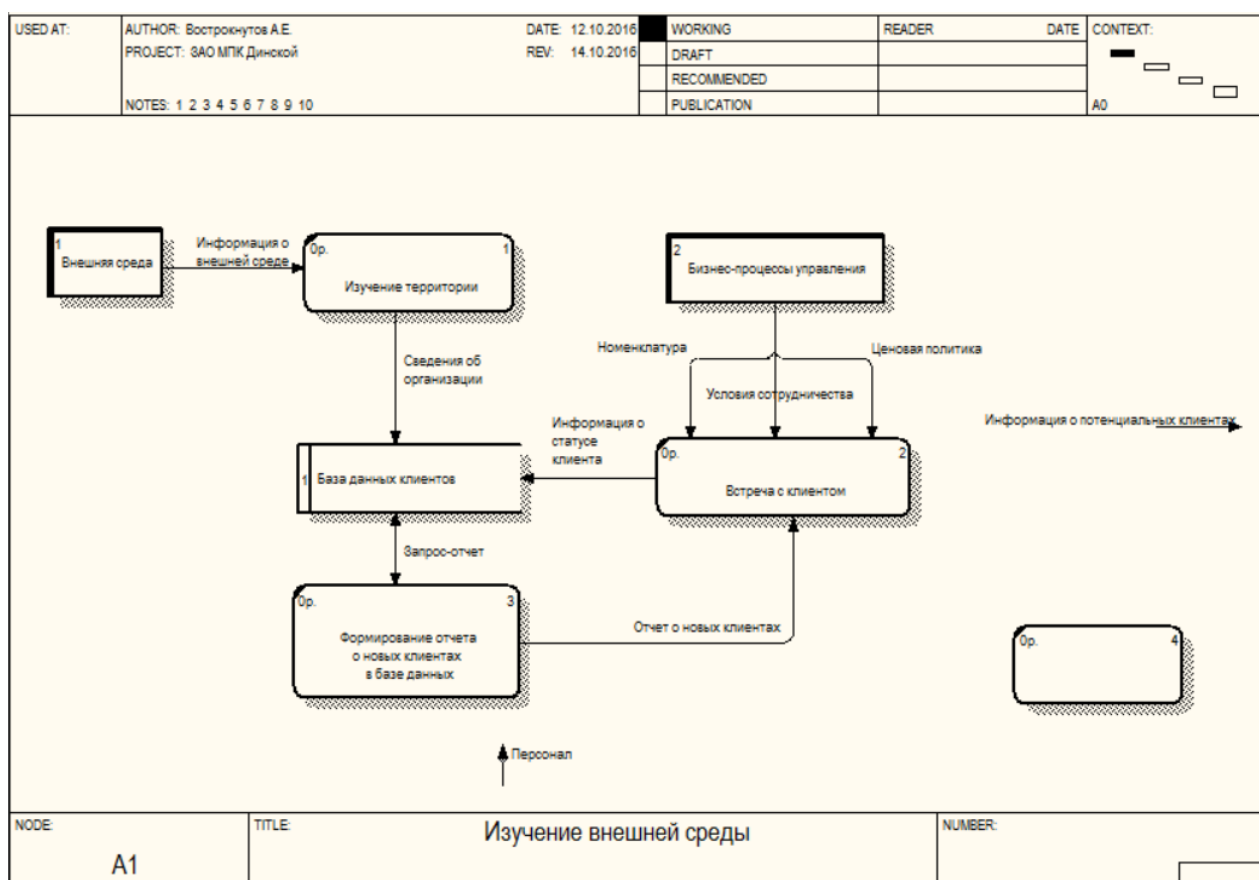 USED AT:
AUTHOR: Вострокнутов А.Е.
DATE: 12.10.2016
WORKING
READER
DATE
CONTEXT:
PROJECT: ЗАО МПК Динской
REV: 14.10.2016
DRAFT
RECOMMENDED
NOTES: 1 2 3 4 5 6 7 8 9 10
PUBLICATION
A0
1
Внешняя среда
Информация о
внешней среде
0р.
1
Изучение территории
2
Бизнес-процессы управления
Сведения об
организации
Номенклатура
Ценовая политика
Условия сотрудничества
Информация о
статусе
клиента
Информация о потенциальных клиентах
1
База данных клиентов
0р.
2
Встреча с клиентом
Запрос-отчет
0р.
3
Формирование отчета
о новых клиентах
в базе данных
Отчет о новых клиентах
0р.
4
Персонал
NODE:
TITLE:
Изучение внешней среды
NUMBER:
A1